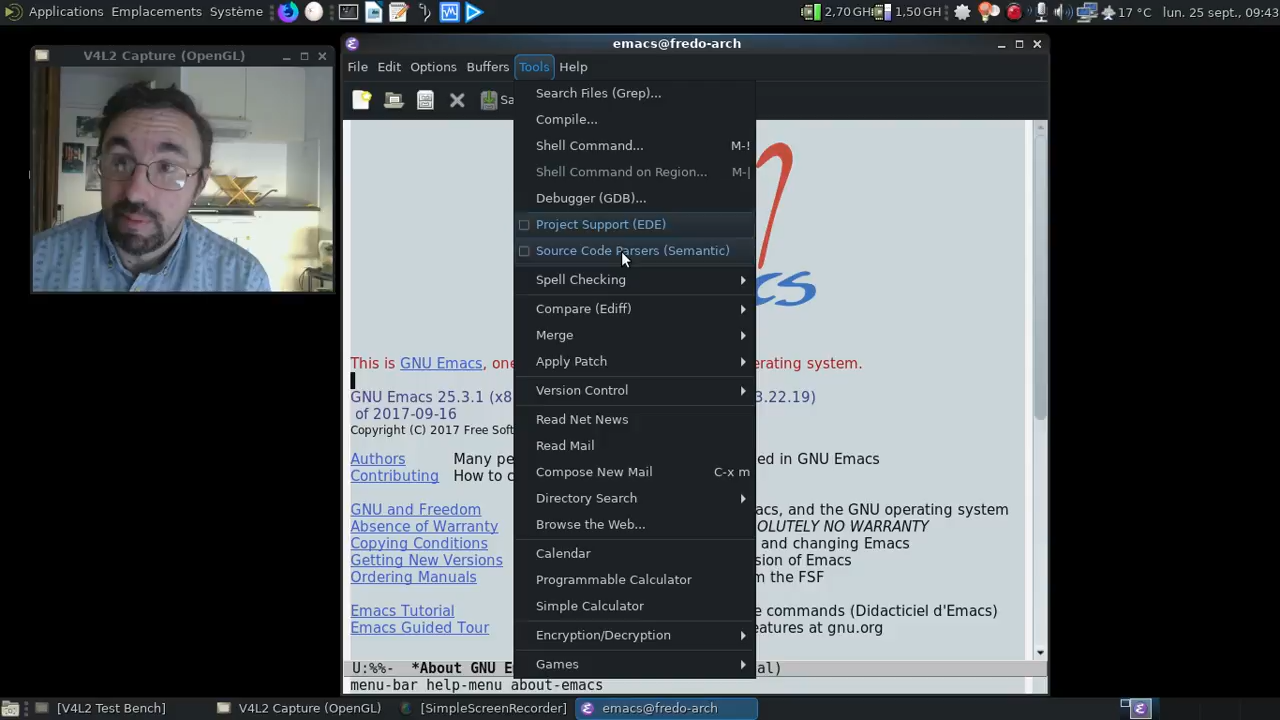 Applications Emplacements Système
2,70 GH 1,50 GH 17 °C lun. 25 sept., 09:43
V4L2 Capture (OpenGL)
emacs@fredo-arch
File Edit Options Buffers Tools Help
Sa
Search Files (Grep)...
Compile...
Shell Command... M-!
Shell Command on Region... M-|
Debugger (GDB)...
Project Support (EDE)
Source Code Parsers (Semantic)
Spell Checking
Compare (Ediff)
Merge
Apply Patch
Version Control
Read Net News
Read Mail
Compose New Mail C-x m
Directory Search
Browse the Web...
Calendar
Programmable Calculator
Simple Calculator
Encryption/Decryption
Games
cs
This is GNU Emacs, one erating system.
GNU Emacs 25.3.1 (x8 3.22.19)
of 2017-09-16
Copyright (C) 2017 Free Soft
Authors Many pe ed in GNU Emacs
Contributing How to c
GNU and Freedom acs, and the GNU operating system
Absence of Warranty OLUTELY NO WARRANTY
Copying Conditions and changing Emacs
Getting New Versions sion of Emacs
Ordering Manuals m the FSF
Emacs Tutorial e commands (Didacticiel d'Emacs)
Emacs Guided Tour eatures at gnu.org
U:%%- *About GNU E al)
menu-bar help-menu about-emacs
[V4L2 Test Bench] V4L2 Capture (OpenGL) [SimpleScreenRecorder] emacs@fredo-arch